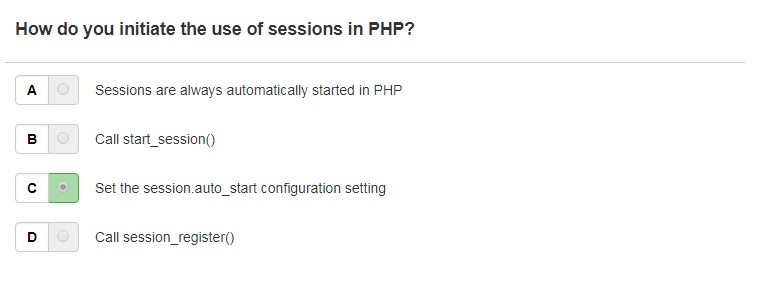 How do you initiate the use of sessions in PHP?
A Sessions are always automatically started in PHP
B Call start_session()
C Set the session.auto_start configuration setting
D Call session_register()